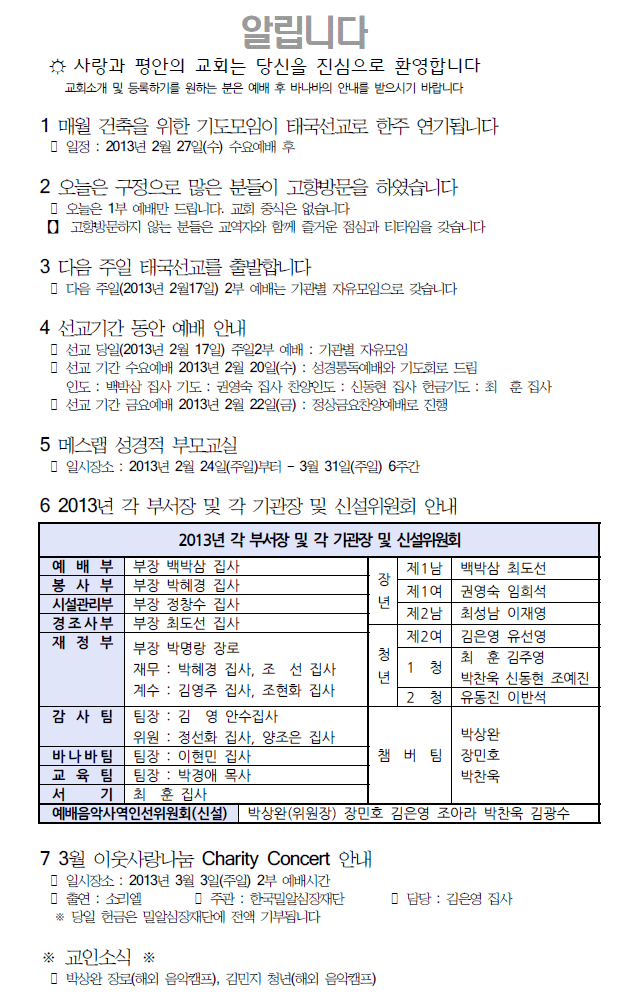 알립니다
☼ 사랑과 평안의 교회는 당신을 진심으로 환영합니다
교회소개 및 등록하기를 원하는 분은 예배 후 바나바의 안내를 받으시기 바랍니다
1 매월 건축을 위한 기도모임이 태국선교로 한주 연기됩니다
▯ 일정 : 2013년 2월 27일(수) 수요예배 후
2 오늘은 구정으로 많은 분들이 고향방문을 하였습니다
▯ 오늘은 1부 예배만 드립니다. 교회 중식은 없습니다
【】 고향방문하지 않는 분들은 교역자와 함께 즐거운 점심과 티타임을 갖습니다
3 다음 주일 태국선교를 출발합니다
▯ 다음 주일(2013년 2월17일) 2부 예배는 기관별 자유모임으로 갖습니다
4 선교기간 동안 예배 안내
▯ 선교 당일(2013년 2월 17일) 주일2부 예배 : 기관별 자유모임
▯ 선교 기간 수요예배 2013년 2월 20일(수) : 성경통독예배와 기도회로 드림
인도 : 백박삼 집사 기도 : 권영숙 집사 찬양인도 : 신동현 집사 헌금기도 : 최 훈 집사
▯ 선교 기간 금요예배 2013년 2월 22일(금) : 정상금요찬양예배로 진행
5 메스랩 성경적 부모교실
▯ 일시장소 : 2013년 2월 24일(주일)부터 - 3월 31일(주일) 6주간
6 2013년 각 부서장 및 각 기관장 및 신설위원회 안내
2013년 각 부서장 및 각 기관장 및 신설위원회
예 배 부 부장 백박삼 집사
봉 사 부 부장 박혜경 집사
시설관리부 부장 정창수 집사
경조사부 부장 최도선 집사
재 정 부 부장 박명랑 장로
재무 : 박혜경 집사, 조 선 집사
계수 : 김영주 집사, 조현화 집사
감 사 팀 팀장 : 김 영 안수집사
위원 : 정선화 집사, 양조은 집사
바나바팀 팀장 : 이현민 집사
교 육 팀 팀장 : 박경애 목사
서 기 최 훈 집사
장년 제1남 백박삼 최도선
제1여 권영숙 임희석
제2남 최성남 이재영
청년 제2여 김은영 유선영
1 청 최 훈 김주영
박찬욱 신동현 조예진
2 청 유동진 이반석
챔 버 팀 박상완
장민호
박찬욱
예배음악사역인선위원회(신설) 박상완(위원장) 장민호 김은영 조아라 박찬욱 김광수
7 3월 이웃사랑나눔 Charity Concert 안내
▯ 일시장소 : 2013년 3월 3일(주일) 2부 예배시간
▯ 출연 : 소리엘 ▯ 주관 : 한국밀알심장재단 ▯ 담당 : 김은영 집사
※ 당일 헌금은 밀알심장재단에 전액 기부됩니다
※ 교인소식 ※
▯ 박상완 장로(해외 음악캠프), 김민지 청년(해외 음악캠프)